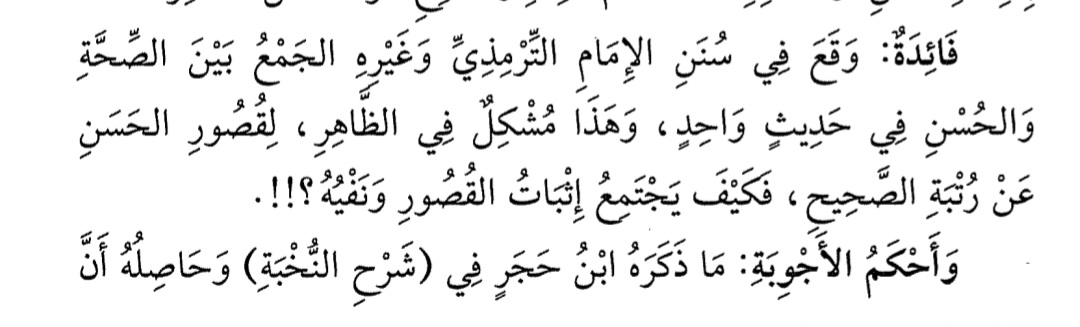 فَائِدَةٌ: وَقَعَ فِي سُنَنِ الإِمَامِ التِّرْمِذِيِّ وَغَيْرِهِ الجَمْعُ بَيْنَ الصِّحَّةِ
وَالحُسْنِ فِي حَدِيثٍ وَاحِدٍ، وَهَذَا مُشْكِلٌ فِي الظَّاهِرِ، لِقُصُورِ الحَسَنِ
عَنْ رُتْبَةِ الصَّحِيحِ، فَكَيْفَ يَجْتَمِعُ إِثْبَاتُ القُصُورِ وَنَفْيُهُ؟!!.
وَأَحْكَمُ الأَجْوِبَةِ: مَا ذَكَرَهُ ابْنُ حَجَرٍ فِي (شَرْحِ النُّخْبَةِ) وَحَاصِلُهُ أَنَّ